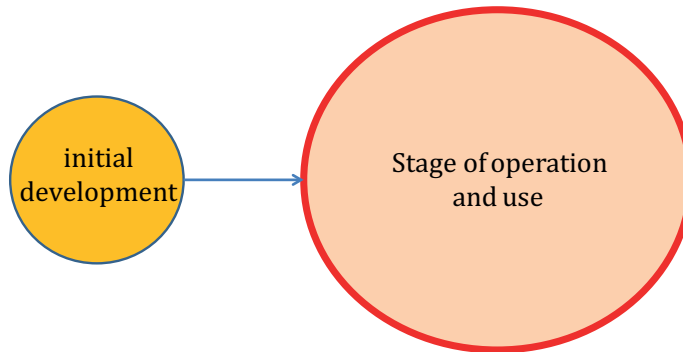 initial
development
Stage of operation
and use